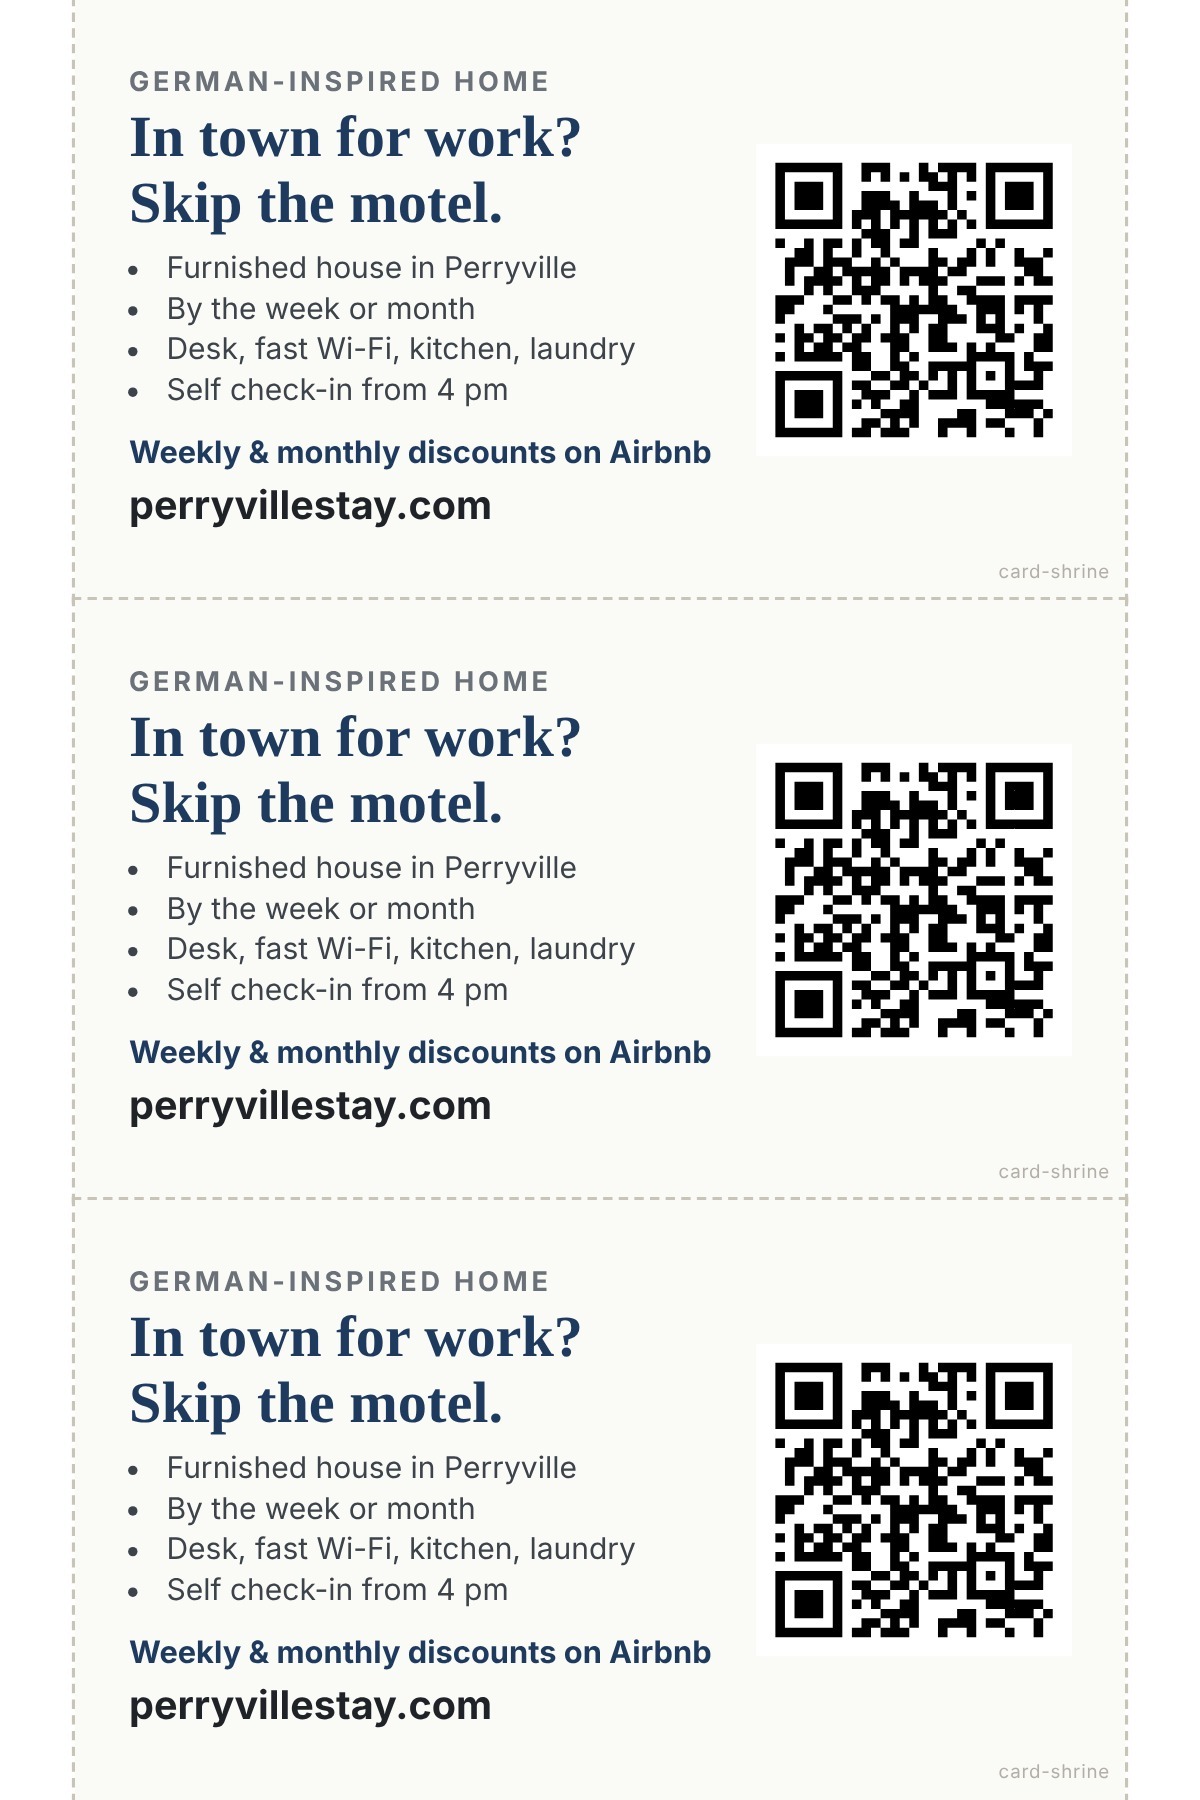 GERMAN-INSPIRED HOME
In town for work?
Skip the motel.
• Furnished house in Perryville
• By the week or month
• Desk, fast Wi-Fi, kitchen, laundry
• Self check-in from 4 pm
Weekly & monthly discounts on Airbnb
perryvillestay.com
card-shrine
GERMAN-INSPIRED HOME
In town for work?
Skip the motel.
• Furnished house in Perryville
• By the week or month
• Desk, fast Wi-Fi, kitchen, laundry
• Self check-in from 4 pm
Weekly & monthly discounts on Airbnb
perryvillestay.com
card-shrine
GERMAN-INSPIRED HOME
In town for work?
Skip the motel.
• Furnished house in Perryville
• By the week or month
• Desk, fast Wi-Fi, kitchen, laundry
• Self check-in from 4 pm
Weekly & monthly discounts on Airbnb
perryvillestay.com
card-shrine